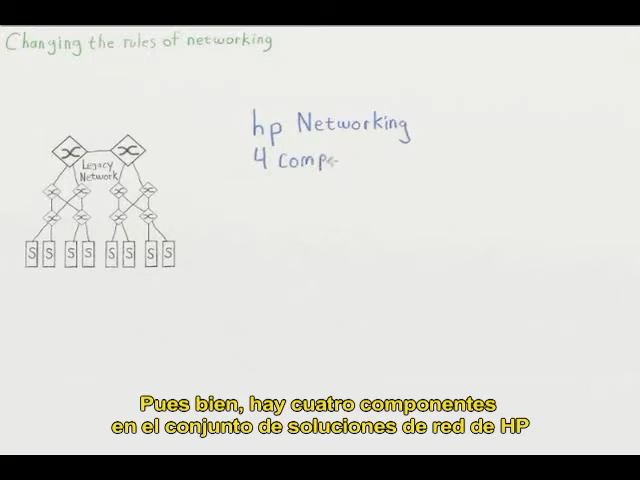 Changing the rules of networking
hp Networking
4 Compe
Legacy
Network
S S S S S S S
Pues bien, hay cuatro componentes
en el conjunto de soluciones de red de HP